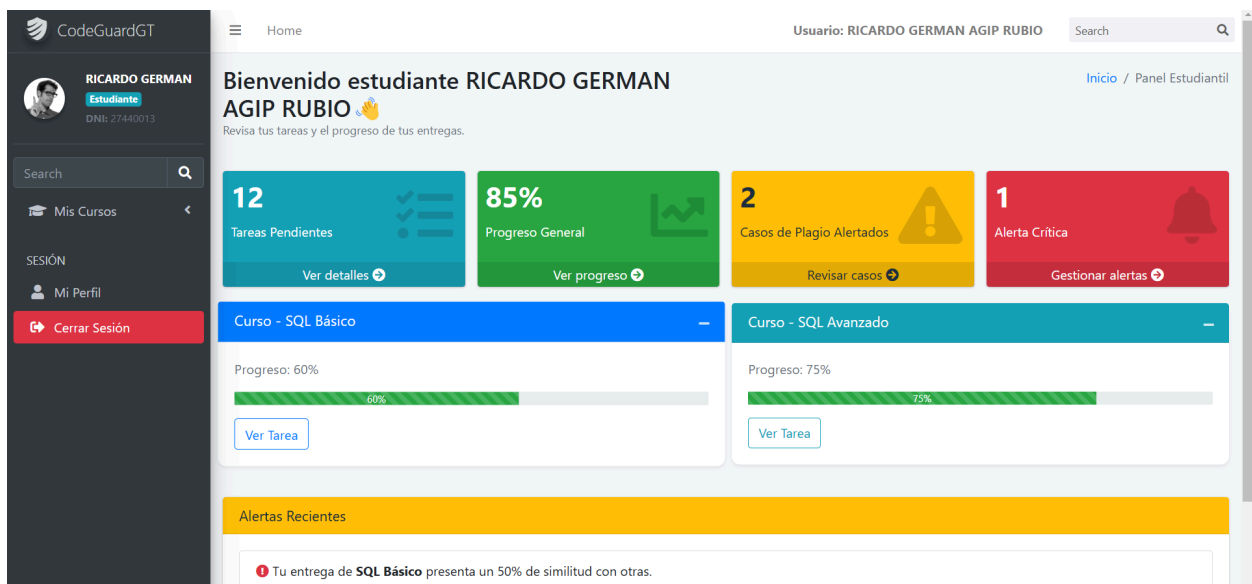 CodeGuardGT
Home
Usuario: RICARDO GERMAN AGIP RUBIO
Search
RICARDO GERMAN
Estudiante
DNI: 27440013
Search
Mis Cursos
SESIÓN
Mi Perfil
Cerrar Sesión
Bienvenido estudiante RICARDO GERMAN
AGIP RUBIO
Revisa tus tareas y el progreso de tus entregas.
Inicio / Panel Estudiantil
12
Tareas Pendientes
Ver detalles
85%
Progreso General
Ver progreso
2
Casos de Plagio Alertados
Revisar casos
1
Alerta Crítica
Gestionar alertas
Curso - SQL Básico
Progreso: 60%
60%
Ver Tarea
Curso - SQL Avanzado
Progreso: 75%
75%
Ver Tarea
Alertas Recientes
Tu entrega de SQL Básico presenta un 50% de similitud con otras.